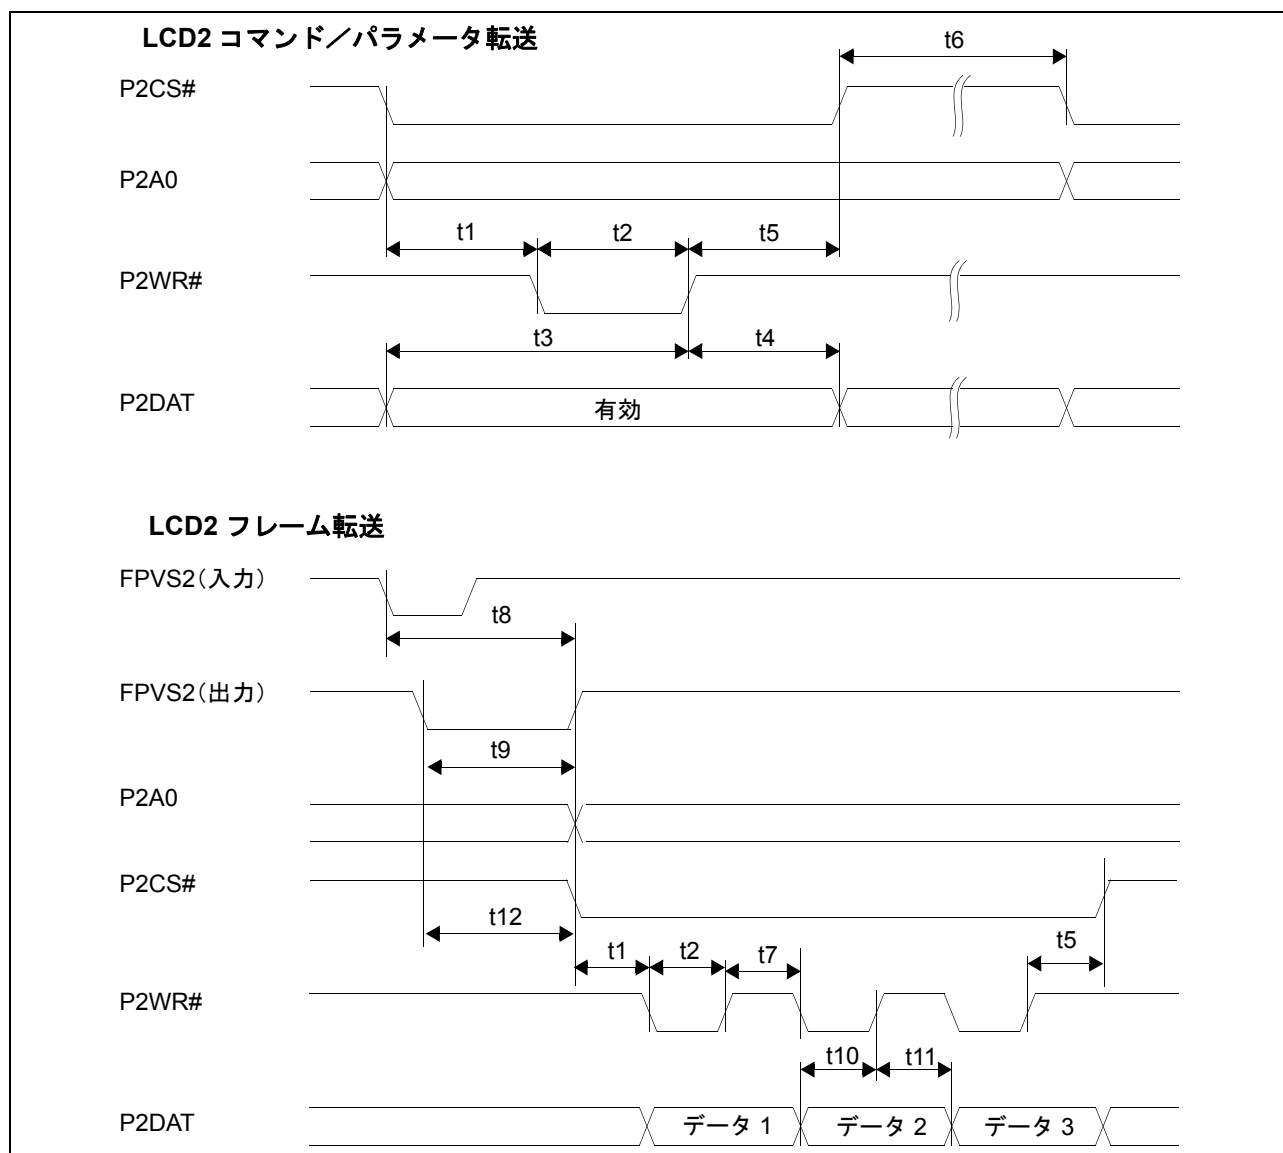 LCD2 コマンド／パラメータ転送
t6
P2CS#
P2A0
t1 t2 t5
P2WR#
t3 t4
P2DAT
有効
LCD2 フレーム転送
FPVS2（入力）
t8
FPVS2（出力）
t9
P2A0
P2CS#
t12
t1 t2 t7 t5
P2WR#
t10 t11
P2DAT
データ 1 データ 2 データ 3